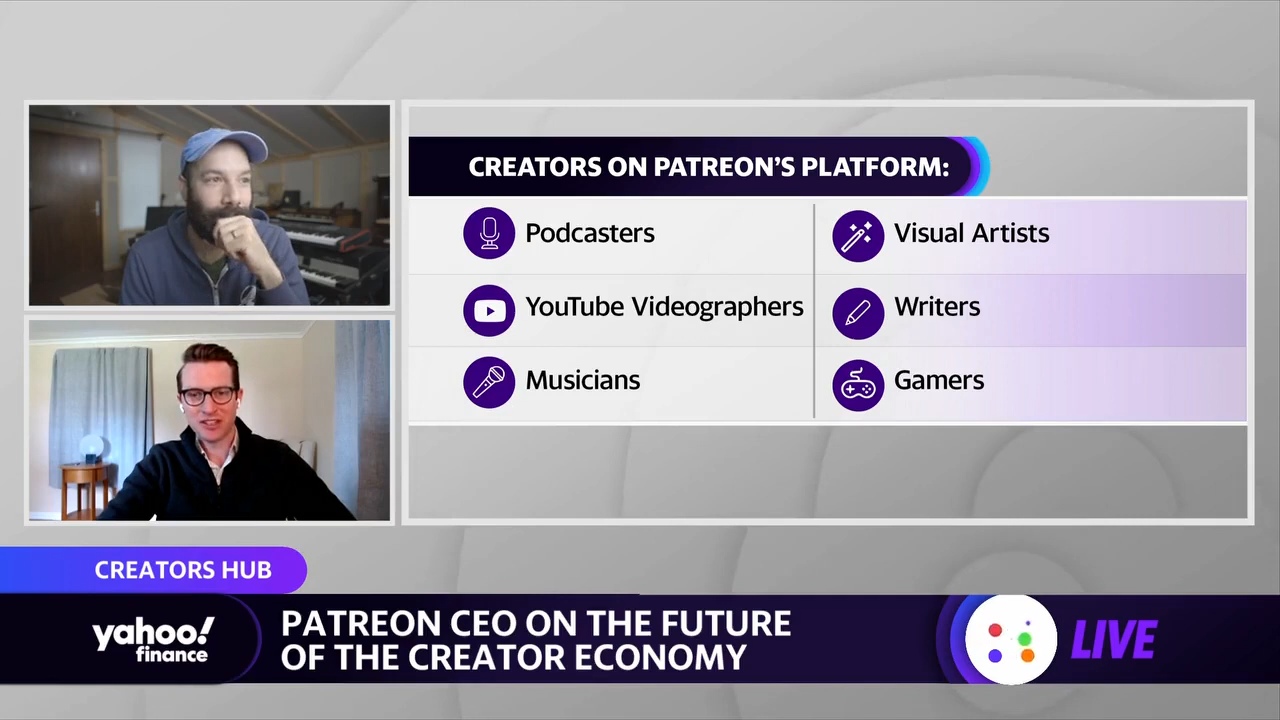 CREATORS ON PATREON'S PLATFORM:
Podcasters
Visual Artists
YouTube Videographers
Writers
Musicians
Gamers
CREATORS HUB
yahoo!
finance
PATREON CEO ON THE FUTURE
OF THE CREATOR ECONOMY
LIVE